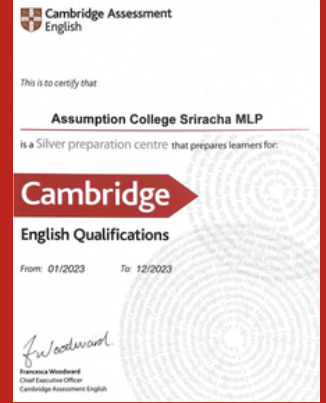 Cambridge Assessment
English
This is to certify that
Assumption College Sriracha MLP
is a Silver preparation centre that prepares learners for:
Cambridge
English Qualifications
From: 01/2023 To: 12/2023
Francesca Woodward
Chief Executive Officer
Cambridge Assessment English